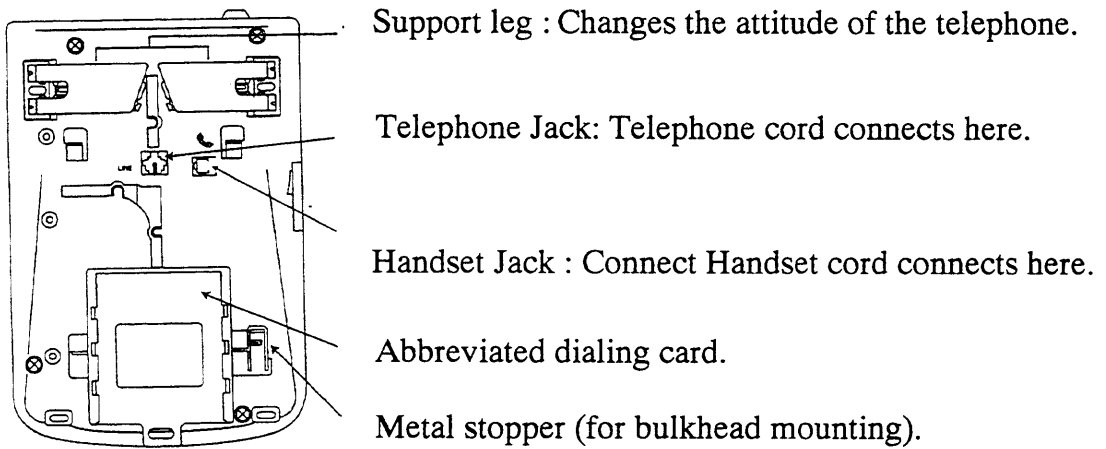 Support leg : Changes the attitude of the telephone.
Telephone Jack: Telephone cord connects here.
LINE
Handset Jack : Connect Handset cord connects here.
Abbreviated dialing card.
Metal stopper (for bulkhead mounting).